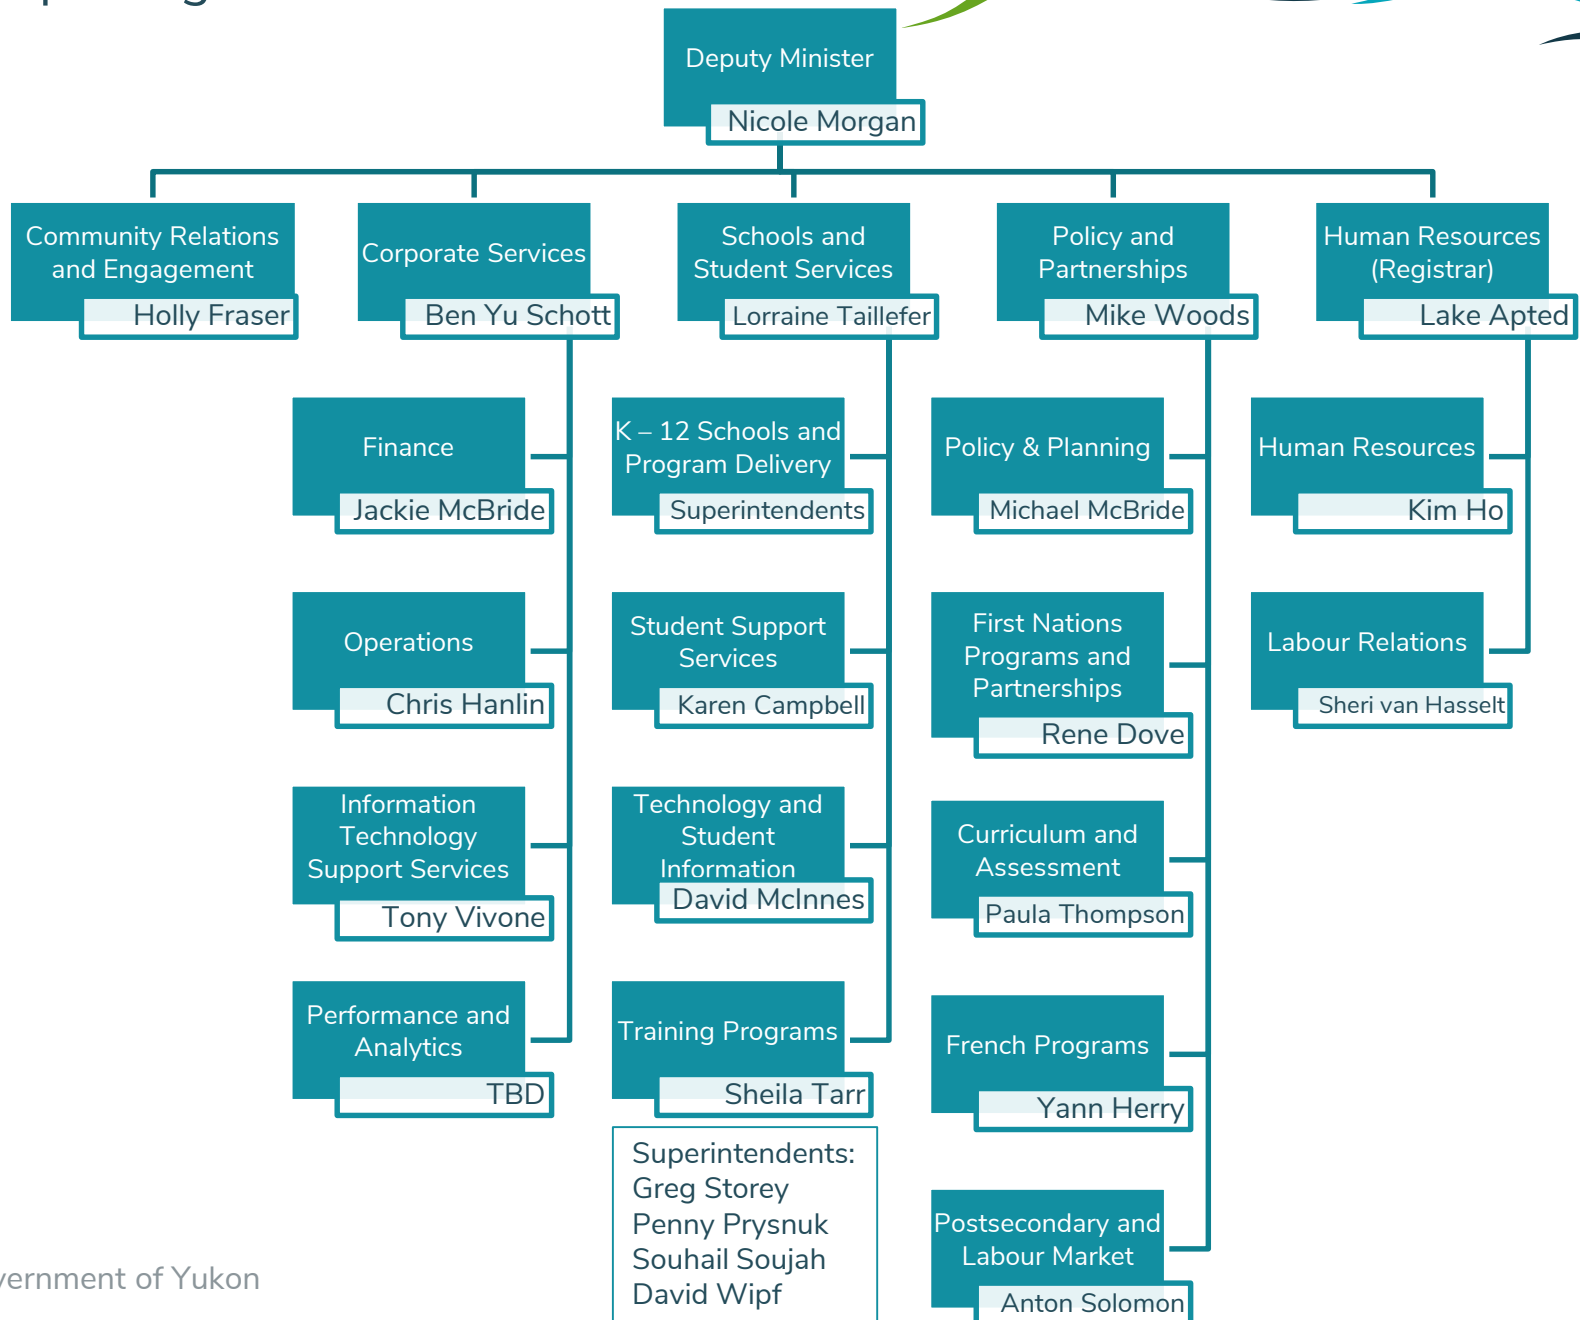 Deputy Minister
Nicole Morgan
Community Relations
and Engagement
Holly Fraser
Corporate Services
Ben Yu Schott
Schools and
Student Services
Lorraine Taillefer
Policy and
Partnerships
Mike Woods
Human Resources
(Registrar)
Lake Apted
Finance
Jackie McBride
K – 12 Schools and
Program Delivery
Superintendents
Policy & Planning
Michael McBride
Human Resources
Kim Ho
Operations
Chris Hanlin
Student Support
Services
Karen Campbell
First Nations
Programs and
Partnerships
Rene Dove
Labour Relations
Sheri van Hasselt
Information
Technology
Support Services
Tony Vivone
Technology and
Student
Information
David McInnes
Curriculum and
Assessment
Paula Thompson
Performance and
Analytics
TBD
Training Programs
Sheila Tarr
French Programs
Yann Herry
Superintendents:
Greg Storey
Penny Prysnuk
Souhail Soujah
David Wipf
Postsecondary and
Labour Market
Anton Solomon
vernment of Yukon